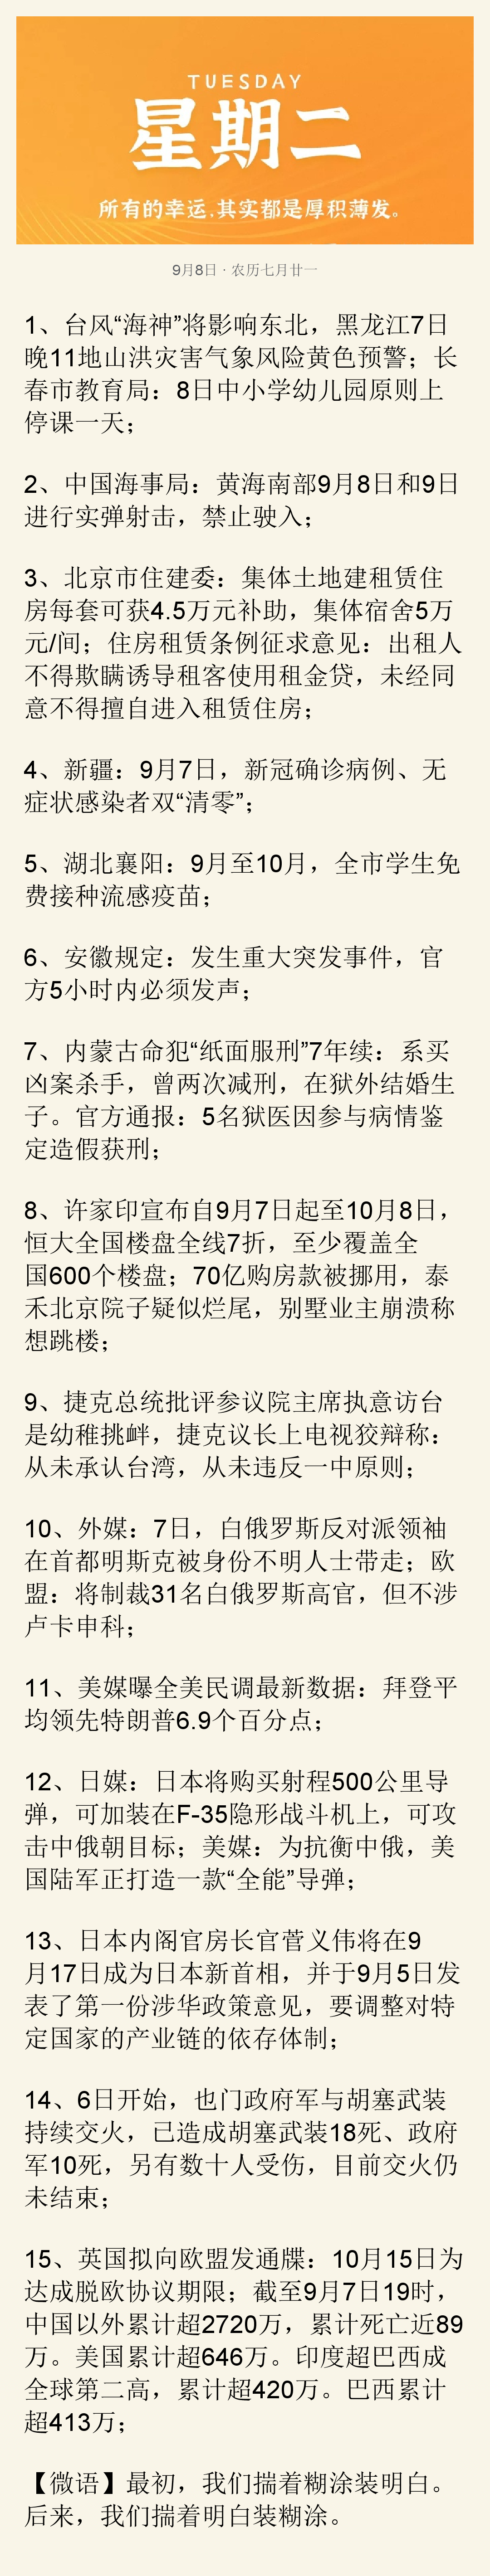 TUESDAY
星期二
所有的幸运,其实都是厚积薄发。
9月8日 · 农历七月廿一
1、台风“海神”将影响东北，黑龙江7日
晚11地山洪灾害气象风险黄色预警；长
春市教育局：8日中小学幼儿园原则上
停课一天；
2、中国海事局：黄海南部9月8日和9日
进行实弹射击，禁止驶入；
3、北京市住建委：集体土地建租赁住
房每套可获4.5万元补助，集体宿舍5万
元/间；住房租赁条例征求意见：出租人
不得欺瞒诱导租客使用租金贷，未经同
意不得擅自进入租赁住房；
4、新疆：9月7日，新冠确诊病例、无
症状感染者双“清零”；
5、湖北襄阳：9月至10月，全市学生免
费接种流感疫苗；
6、安徽规定：发生重大突发事件，官
方5小时内必须发声；
7、内蒙古命犯“纸面服刑”7年续：系买
凶案杀手，曾两次减刑，在狱外结婚生
子。官方通报：5名狱医因参与病情鉴
定造假获刑；
8、许家印宣布自9月7日起至10月8日，
恒大全国楼盘全线7折，至少覆盖全
国600个楼盘；70亿购房款被挪用，泰
禾北京院子疑似烂尾，别墅业主崩溃称
想跳楼；
9、捷克总统批评参议院主席执意访台
是幼稚挑衅，捷克议长上电视狡辩称：
从未承认台湾，从未违反一中原则；
10、外媒：7日，白俄罗斯反对派领袖
在首都明斯克被身份不明人士带走；欧
盟：将制裁31名白俄罗斯高官，但不涉
卢卡申科；
11、美媒曝全美民调最新数据：拜登平
均领先特朗普6.9个百分点；
12、日媒：日本将购买射程500公里导
弹，可加装在F-35隐形战斗机上，可攻
击中俄朝目标；美媒：为抗衡中俄，美
国陆军正打造一款“全能”导弹；
13、日本内阁官房长官菅义伟将在9
月17日成为日本新首相，并于9月5日发
表了第一份涉华政策意见，要调整对特
定国家的产业链的依存体制；
14、6日开始，也门政府军与胡塞武装
持续交火，已造成胡塞武装18死、政府
军10死，另有数十人受伤，目前交火仍
未结束；
15、英国拟向欧盟发通牒：10月15日为
达成脱欧协议期限；截至9月7日19时，
中国以外累计超2720万，累计死亡近89
万。美国累计超646万。印度超巴西成
全球第二高，累计超420万。巴西累计
超413万；
【微语】最初，我们揣着糊涂装明白。
后来，我们揣着明白装糊涂。